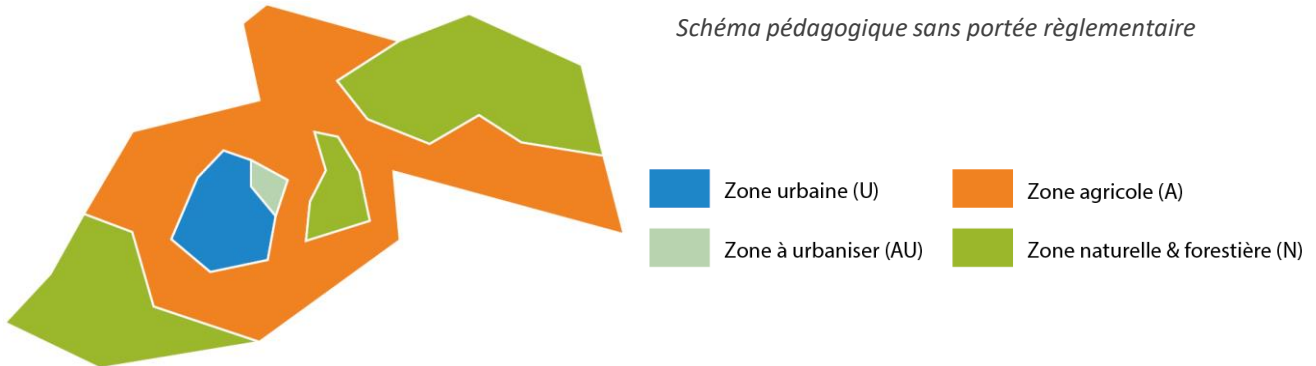 Schéma pédagogique sans portée règlementaire
Zone urbaine (U)
Zone agricole (A)
Zone à urbaniser (AU)
Zone naturelle & forestière (N)